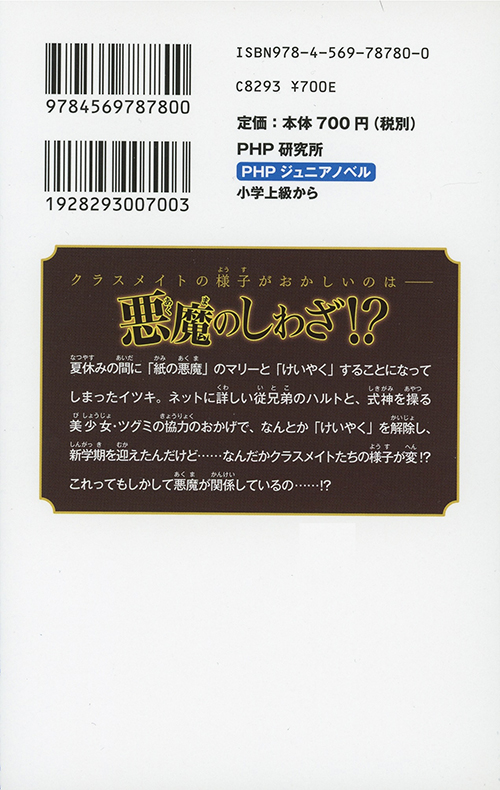 9784569787800
ISBN978-4-569-78780-0
C8293 ¥700E
1928293007003
定価：本体700円（税別）
PHP研究所
PHPジュニアノベル
小学上級から
クラスメイトの様子がおかしいのは——
悪魔のしわざ!?
夏休みの間に「紙の悪魔」のマリーと「けいやく」することになって
しまったイツキ。ネットに詳しい従兄弟のハルトと、式神を操る
美少女・ツグミの協力のおかげで、なんとか「けいやく」を解除し、
新学期を迎えたんだけど……なんだかクラスメイトたちの様子が変!?
これってもしかして悪魔が関係しているの……!?